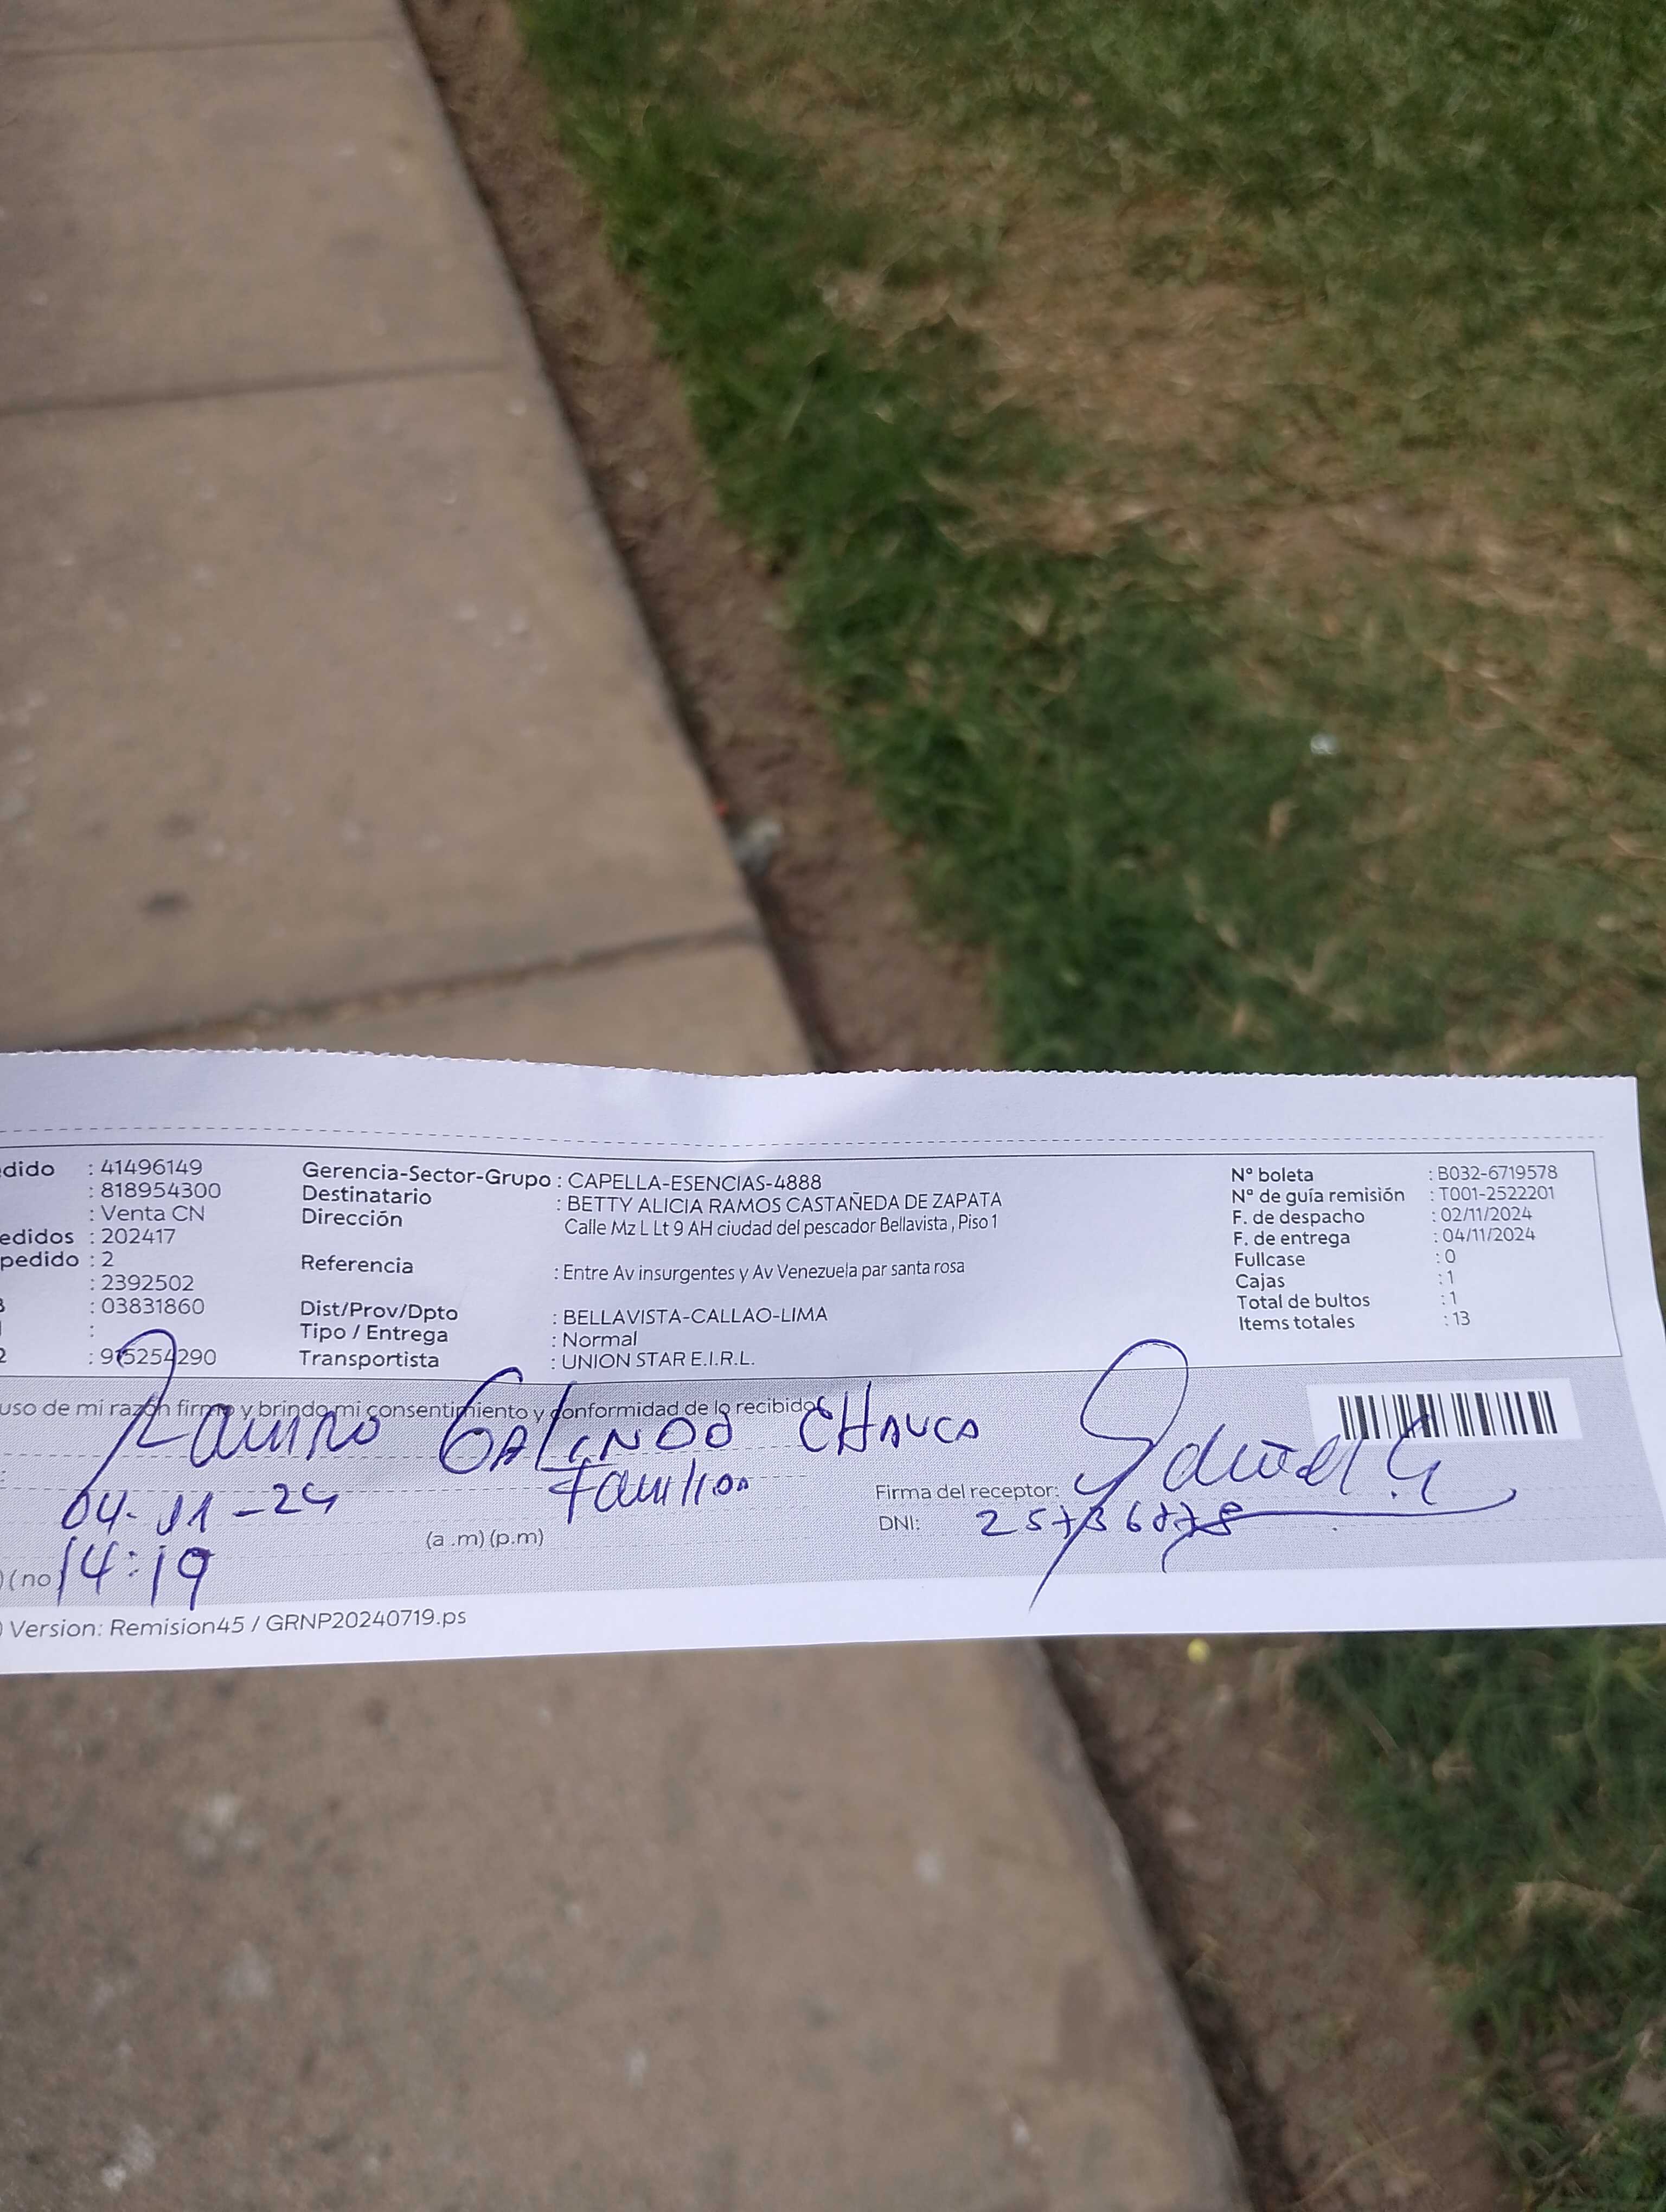 dido : 41496149
: 818954300
: Venta CN
edidos : 202417
pedido : 2
: 2392502
: 03831860
:
2 : 915254290
Gerencia-Sector-Grupo : CAPELLA-ESENCIAS-4888
Destinatario : BETTY ALICIA RAMOS CASTAÑEDA DE ZAPATA
Dirección Calle Mz L Lt 9 AH ciudad del pescador Bellavista , Piso 1
Referencia : Entre Av insurgentes y Av Venezuela par santa rosa
Dist/Prov/Dpto : BELLAVISTA-CALLAO-LIMA
Tipo / Entrega : Normal
Transportista : UNION STAR E.I.R.L.
Nº boleta : B032-6719578
Nº de guía remisión : T001-2522201
F. de despacho : 02/11/2024
F. de entrega : 04/11/2024
Fullcase : 0
Cajas : 1
Total de bultos : 1
Items totales : 13
uso de mi razón firmo y brindo mi consentimiento y conformidad de lo recibido
Ramiro GALINDO CHAUCA
Familiar
04-11-24
(a .m) (p.m)
Firma del receptor:
DNI:
) (no 14:19
) Version: Remision45 / GRNP20240719.ps